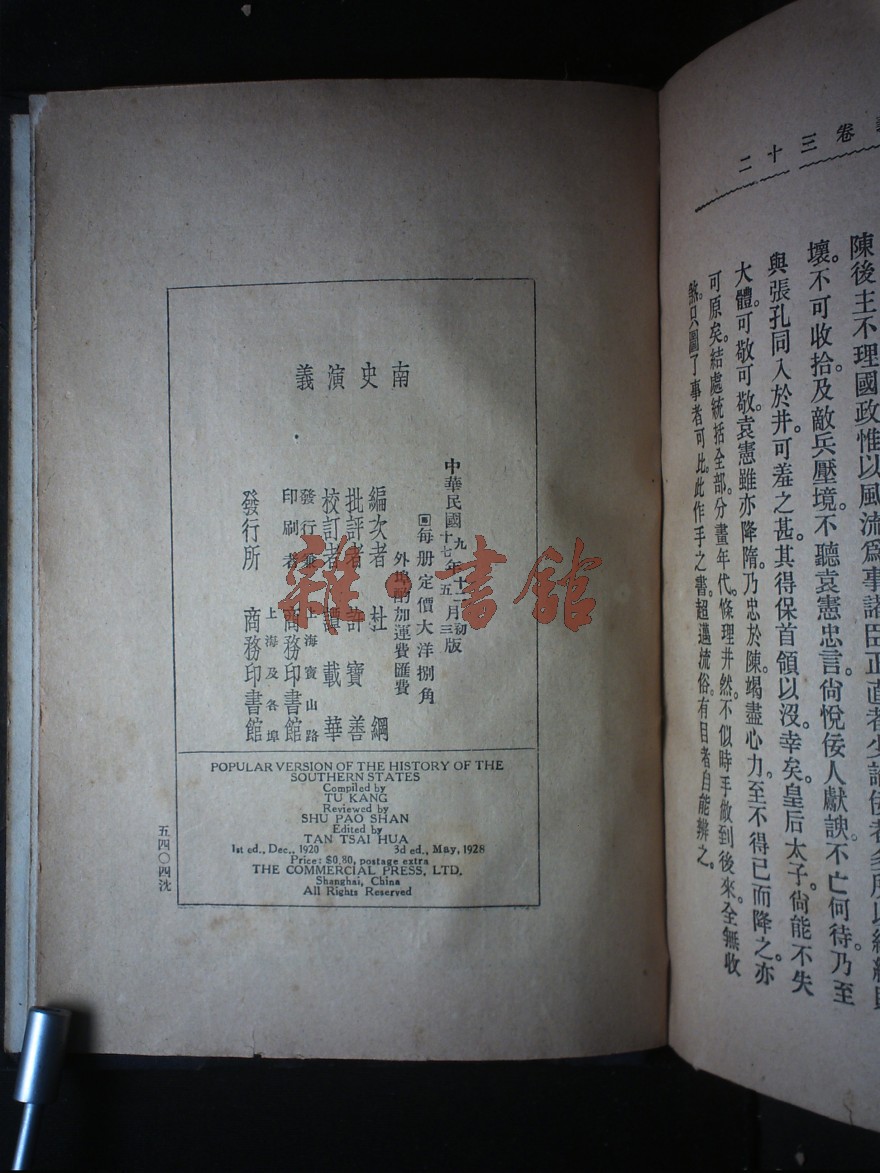 卷三十二
陳後主不理國政惟以風流爲事諸臣正直者少諂佞者多所以
壞。不可收拾。及敵兵壓境。不聽袁憲忠言。尙悅佞人獻諛。不亡何待。乃至
與張孔同入於井。可羞之甚。其得保首領以沒。幸矣。皇后太子。尙能不失
大體。可敬可敬。袁憲雖亦降隋。乃忠於陳。竭盡心力。至不得已而降之。亦
可原矣。結處統括全部。分畫年代。條理井然。不似時手做到後來。全無收
煞。只圖了事者可比。此作手之書。超邁流俗。有目者自能辨之。
南史演義
中華民國九年十二月初版
十七年五月三版
每册定價大洋捌角
外埠酌加運費匯費
編次者 杜綱
批評者 許寶善
校訂者 譚載華
發行兼印刷者 上海寶山路商務印書館
發行所 上海及各埠商務印書館
POPULAR VERSION OF THE HISTORY OF THE
SOUTHERN STATES
Compiled by
TU KANG
Reviewed by
SHU PAO SHAN
Edited by
TAN TSAI HUA
1st ed., Dec., 1920 3d ed., May, 1928
Price: $0.80, postage extra
THE COMMERCIAL PRESS, LTD.
Shanghai, China
All Rights Reserved
五四〇四沈
雜·書館